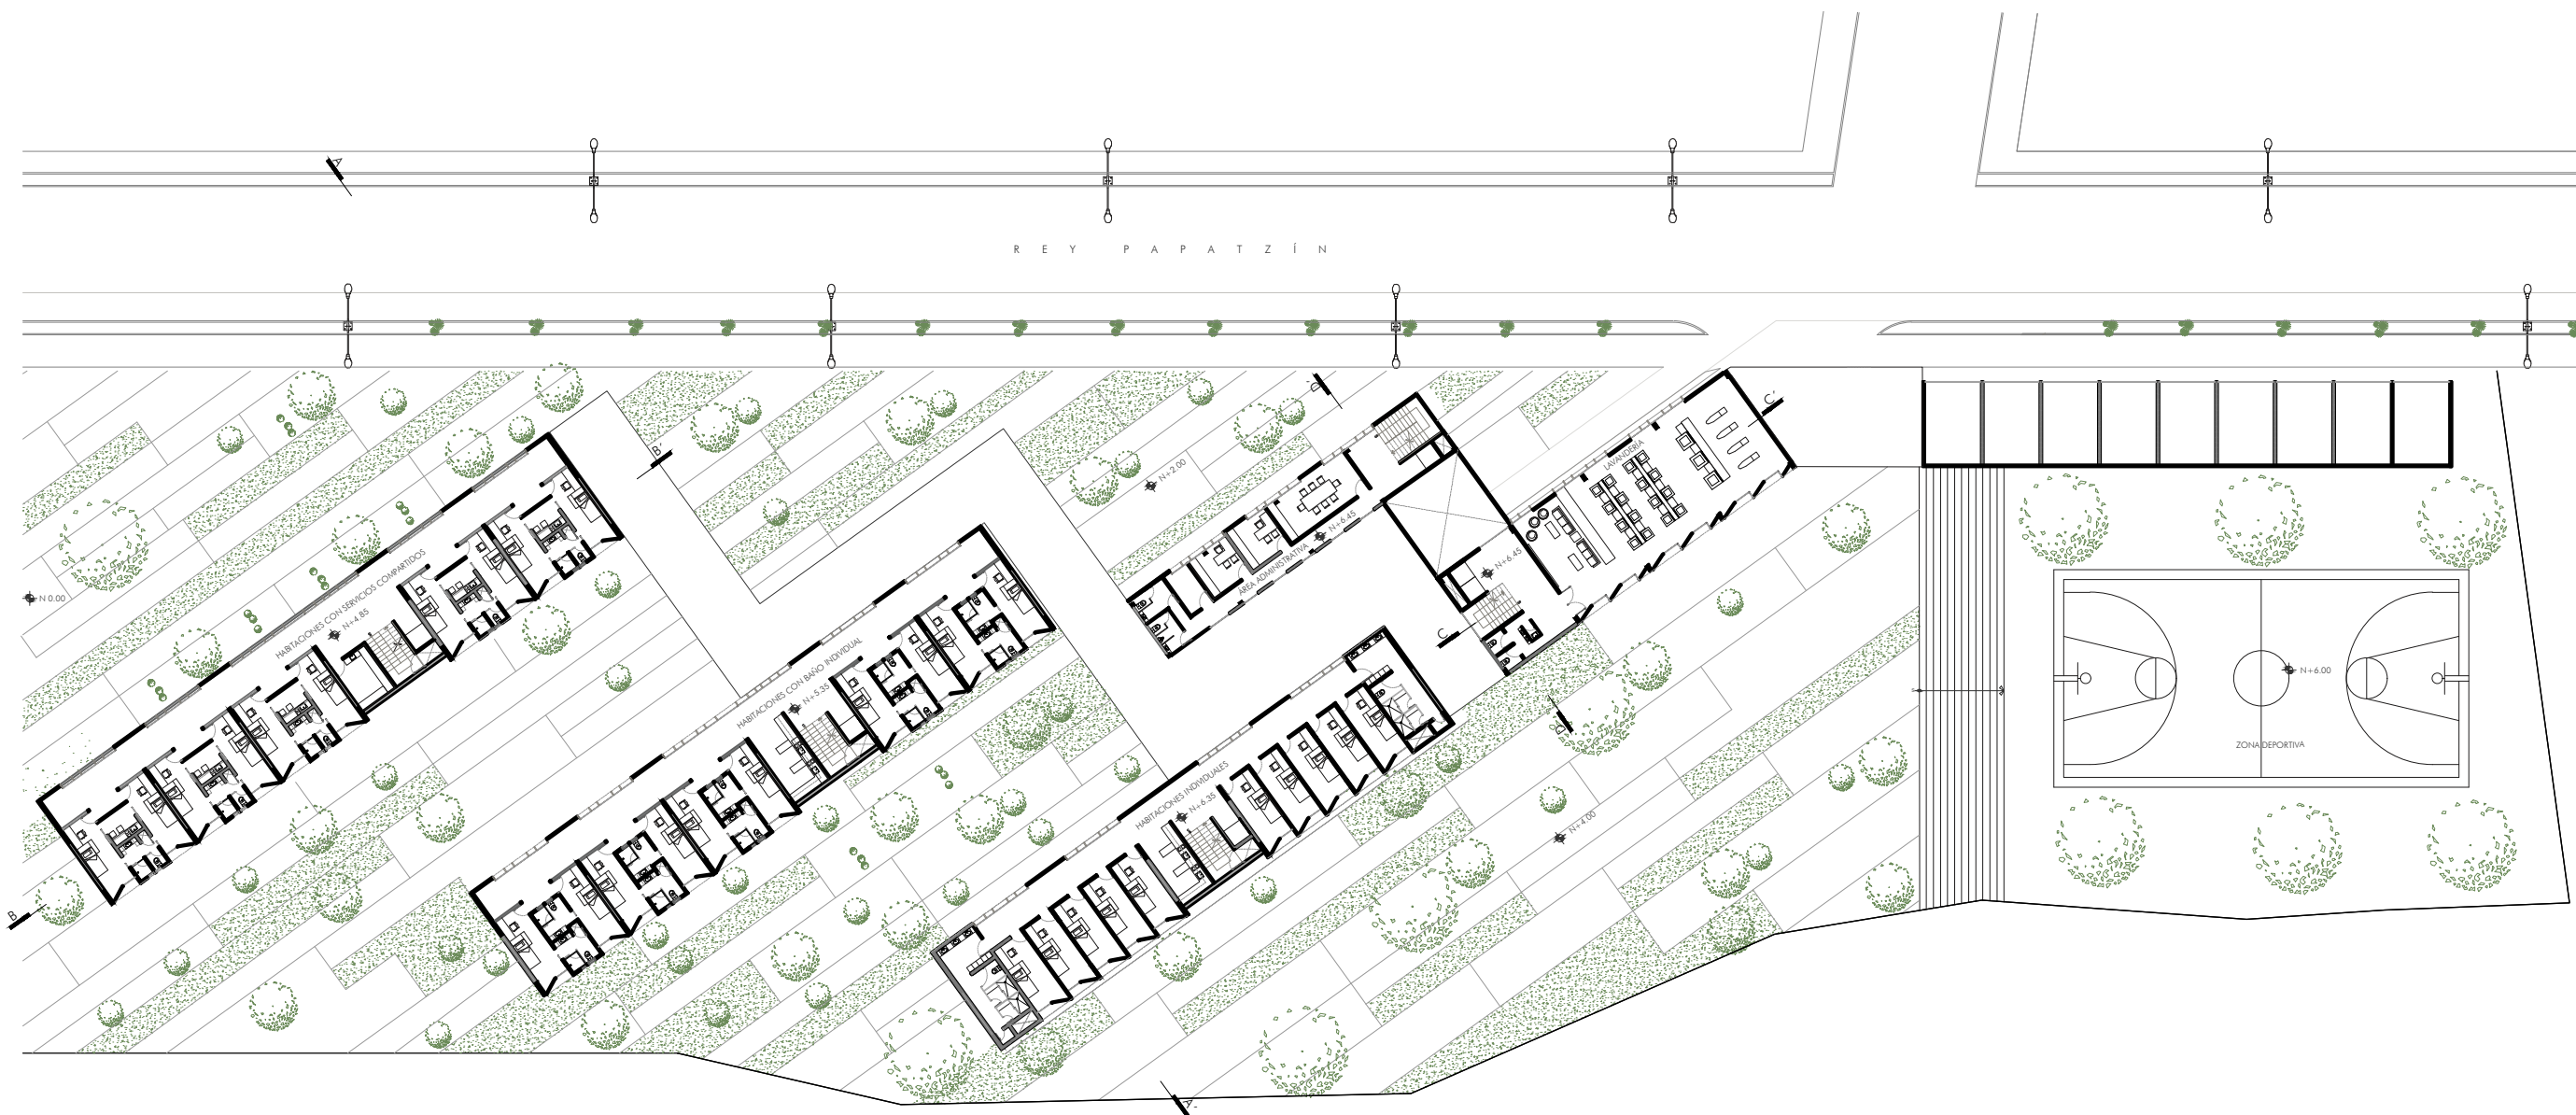 A
REY PAPATZÍN
D'
C'
B'
N+2.00
LAVANDERÍA
N+6.45
ÁREA ADMINISTRATIVA
N+6.45
HABITACIONES CON SERVICIOS COMPARTIDOS
N+4.85
N 0.00
C
HABITACIONES CON BAÑO INDIVIDUAL
N+5.35
N+6.00
D
ZONA DEPORTIVA
HABITACIONES INDIVIDUALES
N+6.35
N+4.00
B
A'